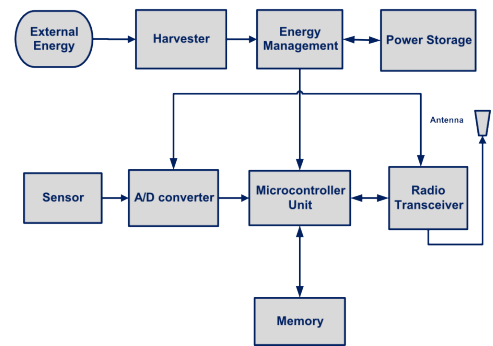 External
Energy
Harvester
Energy
Management
Power Storage
Antenna
Sensor
A/D converter
Microcontroller
Unit
Radio
Transceiver
Memory